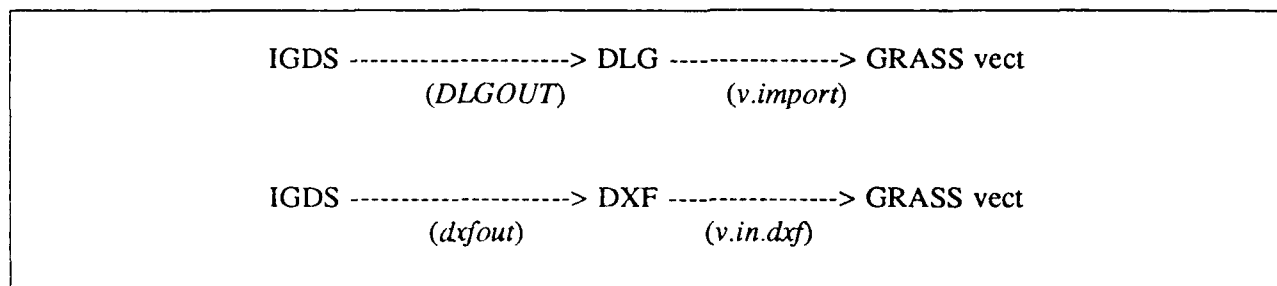 IGDS ----------------------> DLG -----------------> GRASS vect
(DLGOUT) (v.import)
IGDS ----------------------> DXF -----------------> GRASS vect
(dxfout) (v.in.dxf)